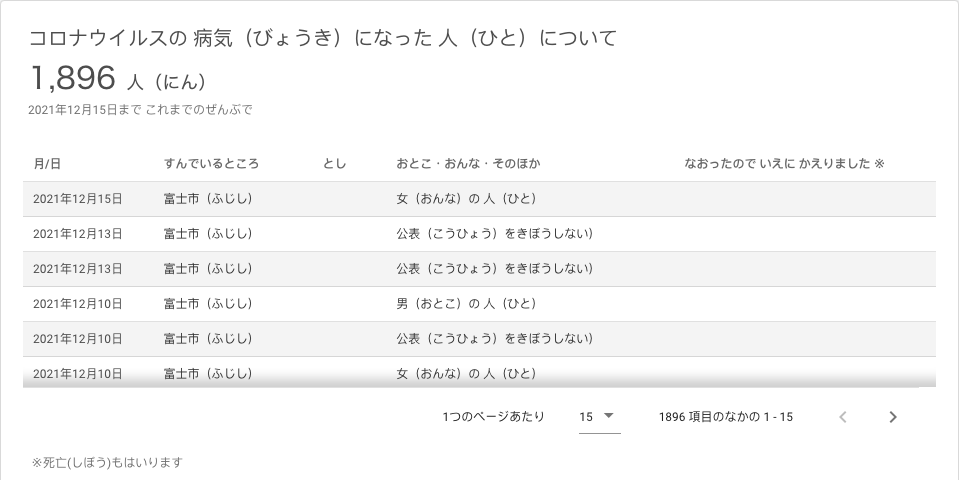 コロナウイルスの 病気（びょうき）になった 人（ひと）について
1,896 人（にん）
2021年12月15日まで これまでのぜんぶで
月/日 すんでいるところ とし おとこ・おんな・そのほか なおったので いえに かえりました ※
2021年12月15日 富士市（ふじし） 女（おんな）の 人（ひと）
2021年12月13日 富士市（ふじし） 公表（こうひょう）をきぼうしない）
2021年12月13日 富士市（ふじし） 公表（こうひょう）をきぼうしない）
2021年12月10日 富士市（ふじし） 男（おとこ）の 人（ひと）
2021年12月10日 富士市（ふじし） 公表（こうひょう）をきぼうしない）
2021年12月10日 富士市（ふじし） 女（おんな）の 人（ひと）
1つのページあたり 15 1896 項目のなかの 1 - 15
※死亡(しぼう)もはいります